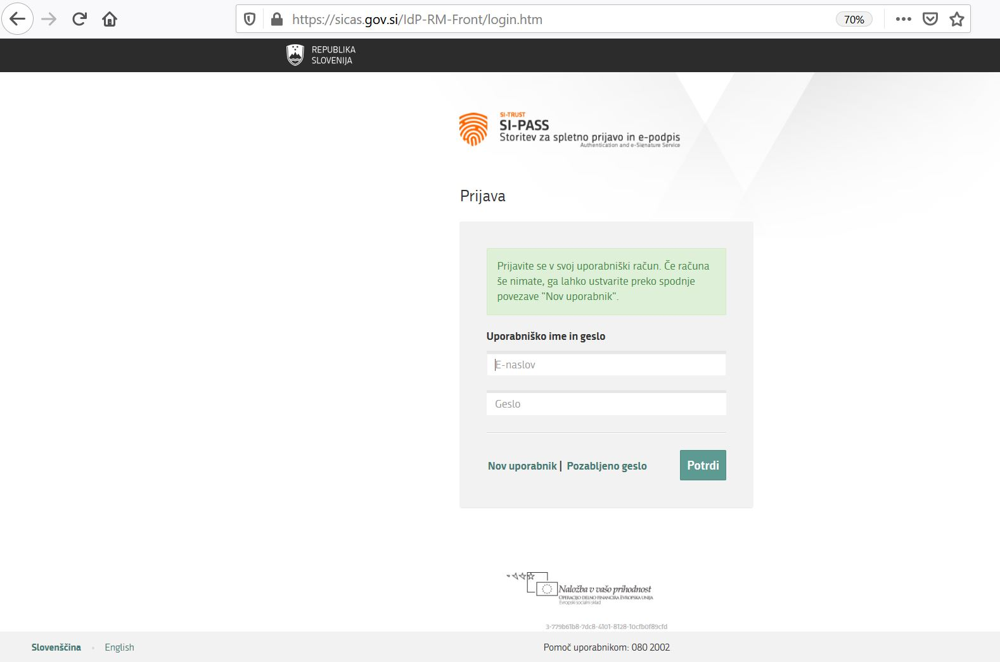 https://sicas.gov.si/IdP-RM-Front/login.htm
70%
REPUBLIKA
SLOVENIJA
SI-TRUST
SI-PASS
Storitev za spletno prijavo in e-podpis
Authentication and e-Signature Service
Prijava
Prijavite se v svoj uporabniški račun. Če računa
še nimate, ga lahko ustvarite preko spodnje
povezave "Nov uporabnik".
Uporabniško ime in geslo
E-naslov
Geslo
Nov uporabnik | Pozabljeno geslo
Potrdi
Naložba v vašo prihodnost
OPERACIJO DELNO FINANCIRA EVROPSKA UNIJA
Evropski socialni sklad
3-779b61b8-7dc8-4101-8128-10cfb0f89cfd
Slovenščina • English
Pomoč uporabnikom: 080 2002